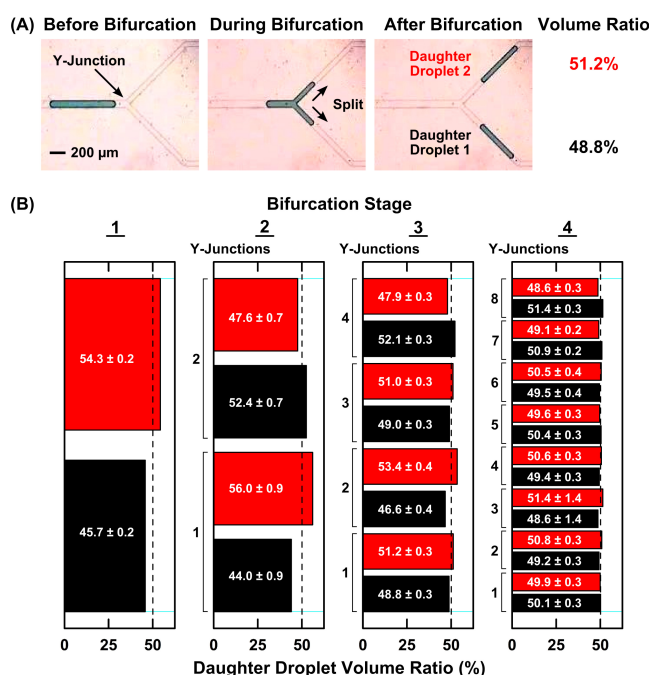 (A) Before Bifurcation During Bifurcation After Bifurcation Volume Ratio
Y-Junction
200 µm
Split
Daughter
Droplet 2
51.2%
Daughter
Droplet 1
48.8%
(B) Bifurcation Stage
1 2 3 4
Y-Junctions Y-Junctions Y-Junctions
54.3 ± 0.2
45.7 ± 0.2
2
47.6 ± 0.7
52.4 ± 0.7
1
56.0 ± 0.9
44.0 ± 0.9
4
47.9 ± 0.3
52.1 ± 0.3
3
51.0 ± 0.3
49.0 ± 0.3
2
53.4 ± 0.4
46.6 ± 0.4
1
51.2 ± 0.3
48.8 ± 0.3
8
48.6 ± 0.3
51.4 ± 0.3
7
49.1 ± 0.2
50.9 ± 0.2
6
50.5 ± 0.4
49.5 ± 0.4
5
49.6 ± 0.3
50.4 ± 0.3
4
50.6 ± 0.3
49.4 ± 0.3
3
51.4 ± 1.4
48.6 ± 1.4
2
50.8 ± 0.3
49.2 ± 0.3
1
49.9 ± 0.3
50.1 ± 0.3
0 25 50 0 25 50 0 25 50 0 25 50
Daughter Droplet Volume Ratio (%)